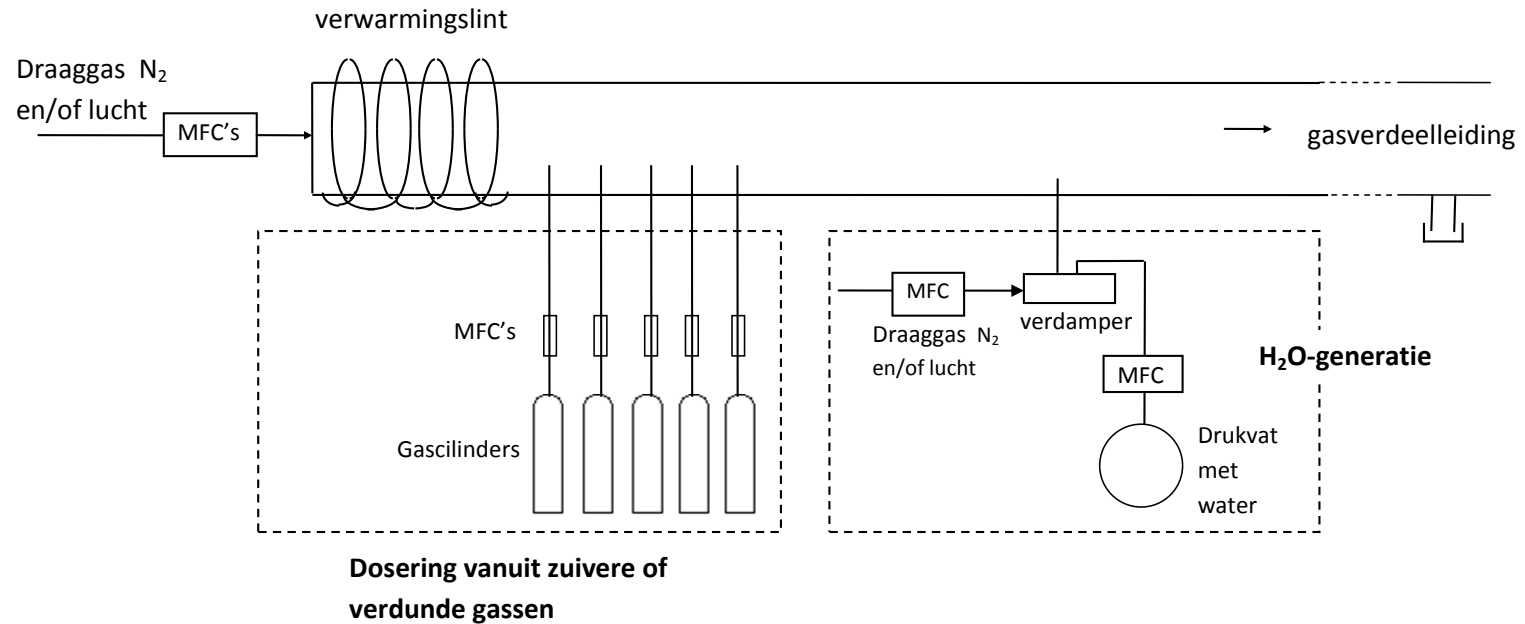 verwarmingslint
Draaggas N₂
en/of lucht
MFC's
gasverdeelleiding
MFC's
Gascilinders
MFC
Draaggas N₂
en/of lucht
verdamper
MFC
H₂O-generatie
Drukvat
met
water
Dosering vanuit zuivere of
verdunde gassen